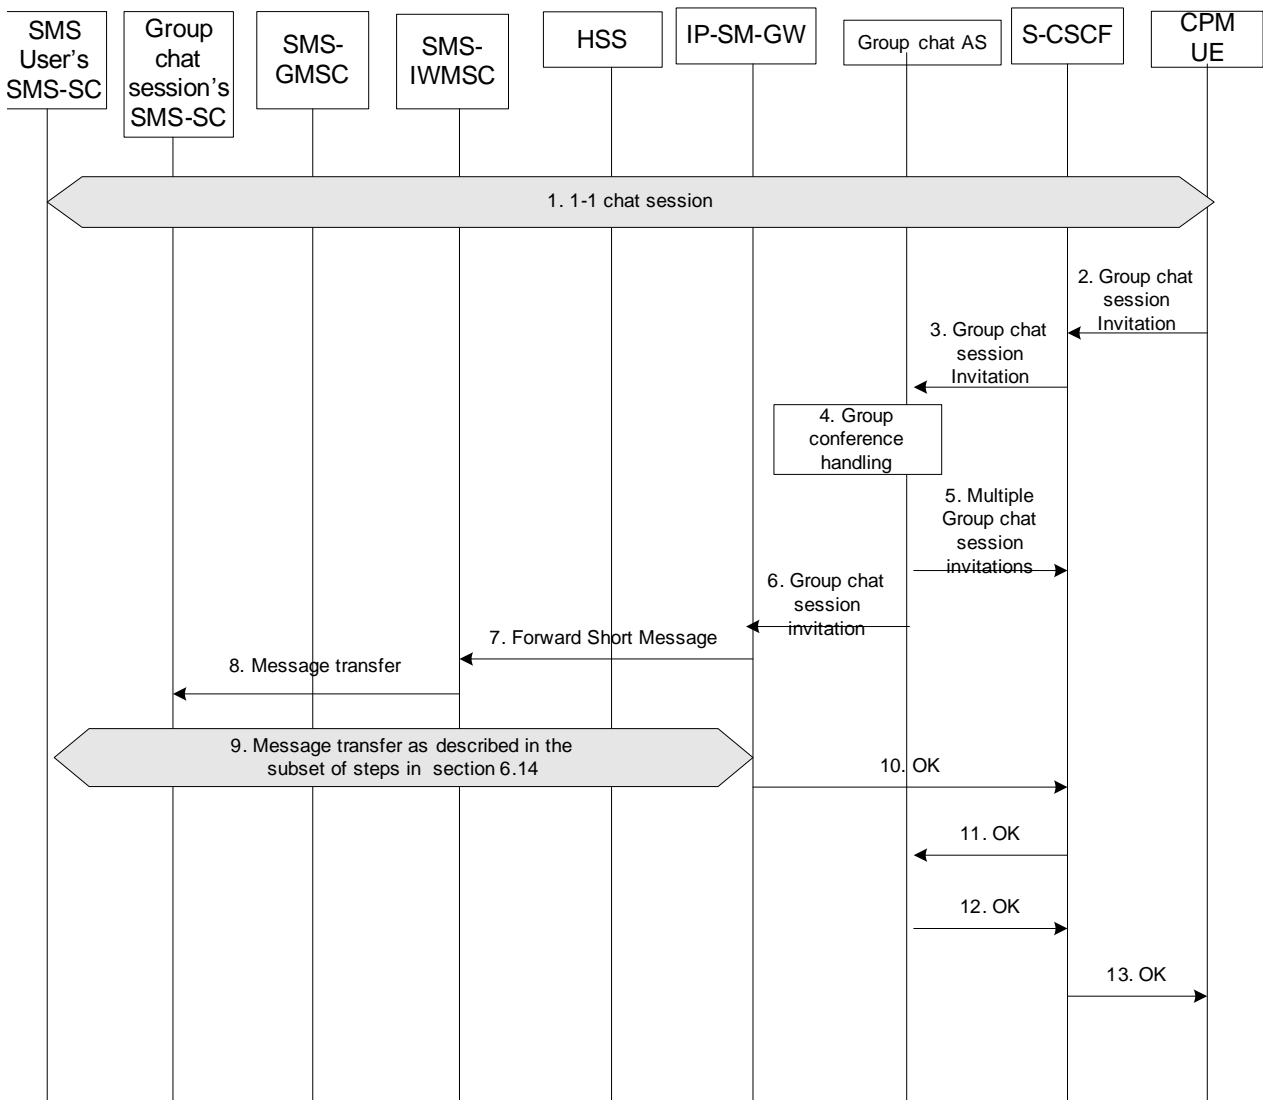 SMS
User's
SMS-SC
Group
chat
session's
SMS-SC
SMS-
GMSC
SMS-
IWMSC
HSS
IP-SM-GW
Group chat AS
S-CSCF
CPM
UE
1. 1-1 chat session
2. Group chat
session
Invitation
3. Group chat
session
Invitation
4. Group
conference
handling
5. Multiple
Group chat
session
invitations
6. Group chat
session
invitation
7. Forward Short Message
8. Message transfer
9. Message transfer as described in the
subset of steps in section 6.14
10. OK
11. OK
12. OK
13. OK